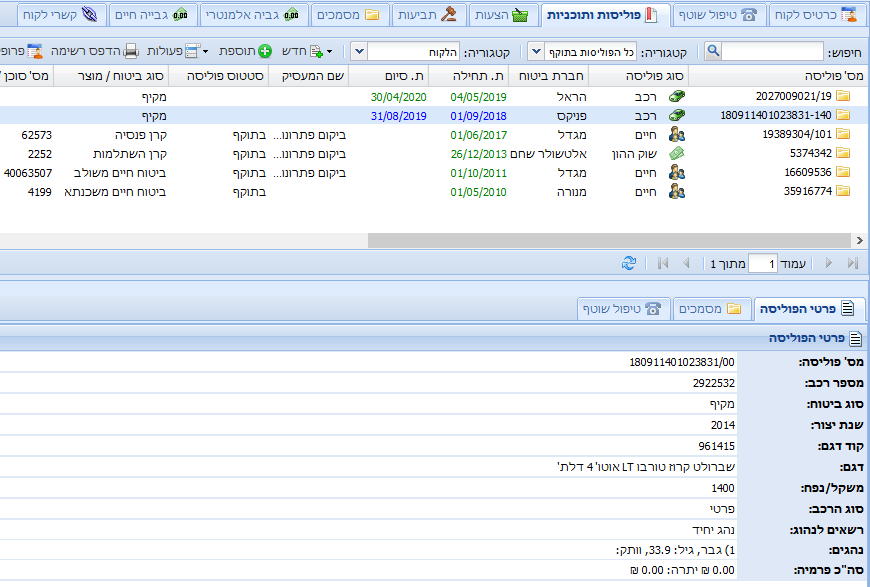 כרטיס לקוח טיפול שוטף פוליסות ותוכניות הצעות תביעות מסמכים גביה אלמנטרי גבייה חיים קשרי לקוח
חיפוש: קטגוריה: כל הפוליסות בתוקף קטגוריה: הלקוח חדש תוספת פעולות הדפס רשימה פרופי
מס' פוליסה סוג פוליסה חברת ביטוח ת. תחילה ת. סיום שם המעסיק סטטוס פוליסה סוג ביטוח / מוצר מס' סוכן /
2027009021/19 רכב הראל 04/05/2019 30/04/2020 מקיף
180911401023831-140 רכב פניקס 01/09/2018 31/08/2019 מקיף
19389304/101 חיים מגדל 01/06/2017 ביקום פתרונו... בתוקף קרן פנסיה 62573
5374342 שוק ההון אלטשולר שחם 26/12/2013 ביקום פתרונו... בתוקף קרן השתלמות 2252
16609536 חיים מגדל 01/10/2011 ביקום פתרונו... בתוקף ביטוח חיים משולב 40063507
35916774 חיים מנורה 01/05/2010 בתוקף ביטוח חיים משכנתא 4199
עמוד 1 מתוך 1
פרטי הפוליסה מסמכים טיפול שוטף
פרטי הפוליסה
מס' פוליסה: 180911401023831/00
מספר רכב: 2922532
סוג ביטוח: מקיף
שנת יצור: 2014
קוד דגם: 961415
דגם: שברולט קרוז טורבו LT אוטו' 4 דלת'
משקל/נפח: 1400
סוג הרכב: פרטי
רשאים לנהוג: נהג יחיד
נהגים: 1) גבר, גיל: 33.9, וותק:
סה"כ פרמיה: 0.00 ₪ יתרה: 0.00 ₪